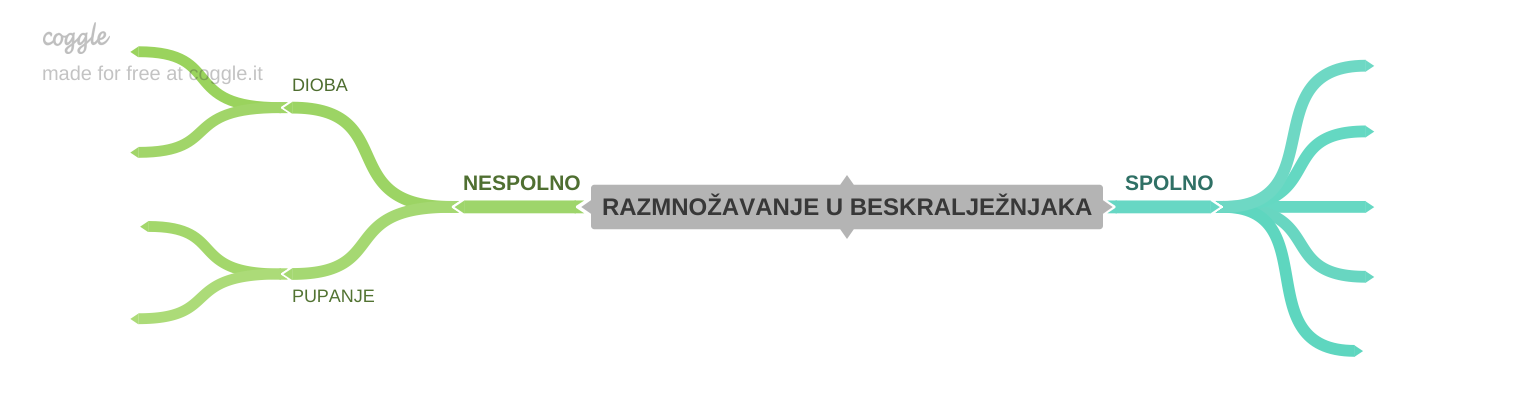 coggle
made for free at coggle.it
DIOBA
NESPOLNO
RAZMNOŽAVANJE U BESKRALJEŽNJAKA
SPOLNO
PUPANJE